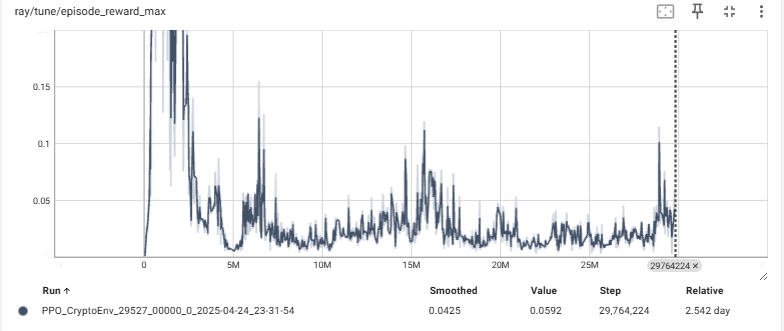 ray/tune/episode_reward_max
0.15
0.1
0.05
0 5M 10M 15M 20M 25M
29764224 ×
Run ↑ Smoothed Value Step Relative
PPO_CryptoEnv_29527_00000_0_2025-04-24_23-31-54 0.0425 0.0592 29,764,224 2.542 day